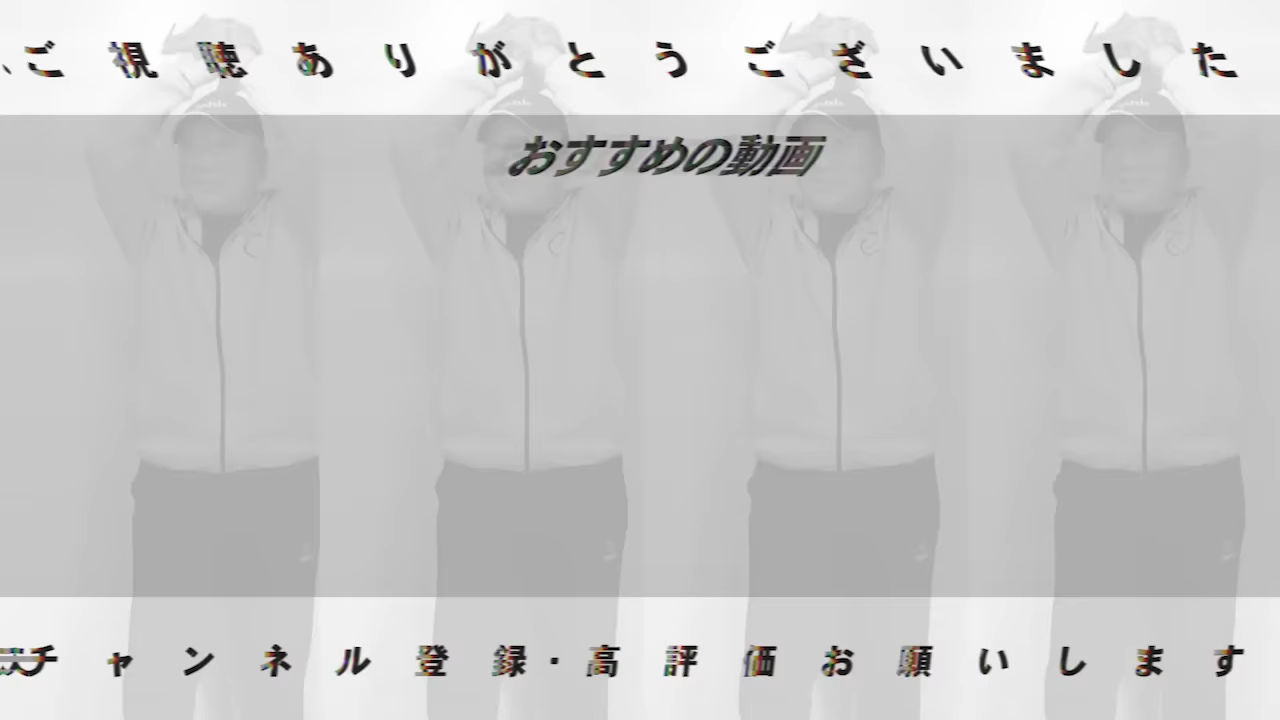 ご視聴ありがとうございました
おすすめの動画
チャンネル登録・高評価お願いします